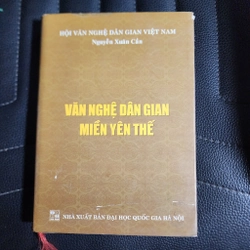 HỘI VĂN NGHỆ DÂN GIAN VIỆT NAM
Nguyễn Xuân Cần
VĂN NGHỆ DÂN GIAN
MIỀN YÊN THẾ
NHÀ XUẤT BẢN ĐẠI HỌC QUỐC GIA HÀ NỘI